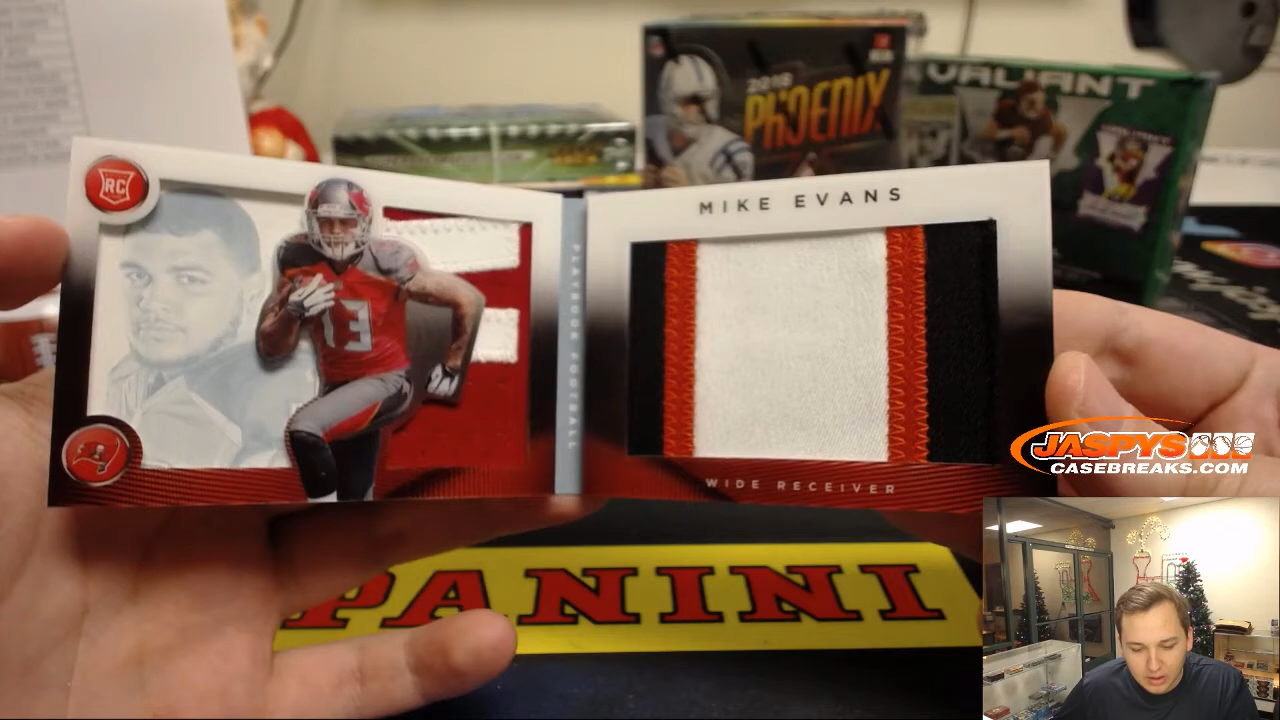 2018
PHOENIX
VALIANT
RC
MIKE EVANS
13
PLAYBOOK FOOTBALL
WIDE RECEIVER
JASPYS
CASEBREAKS.COM
PANINI